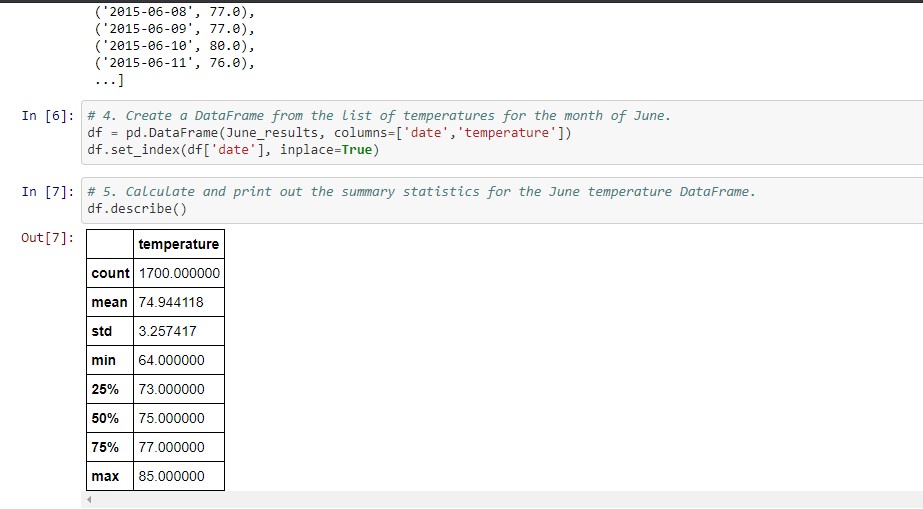 ('2015-06-08', 77.0),
('2015-06-09', 77.0),
('2015-06-10', 80.0),
('2015-06-11', 76.0),
...]
In [6]: # 4. Create a DataFrame from the list of temperatures for the month of June.
df = pd.DataFrame(June_results, columns=['date','temperature'])
df.set_index(df['date'], inplace=True)
In [7]: # 5. Calculate and print out the summary statistics for the June temperature DataFrame.
df.describe()
Out[7]:
temperature
count 1700.000000
mean 74.944118
std 3.257417
min 64.000000
25% 73.000000
50% 75.000000
75% 77.000000
max 85.000000